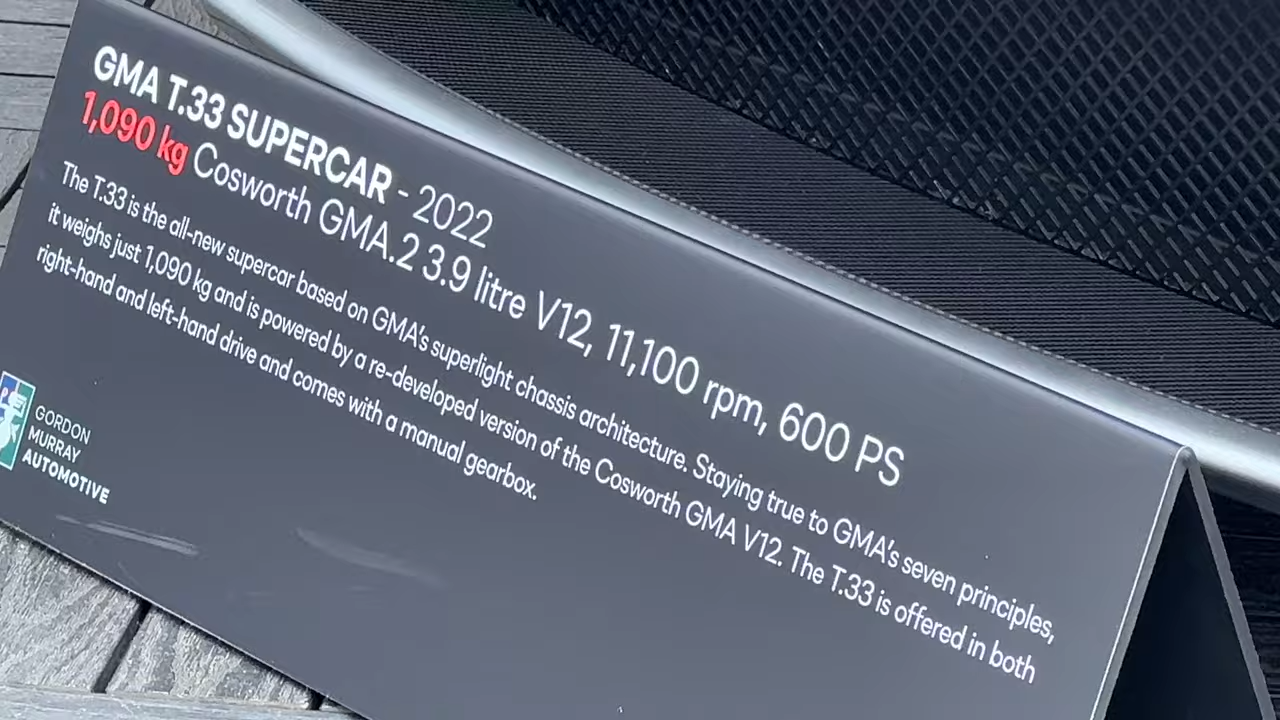 GMA T.33 SUPERCAR - 2022
1,090 kg Cosworth GMA.2 3.9 litre V12, 11,100 rpm, 600 PS
The T.33 is the all-new supercar based on GMA's superlight chassis architecture. Staying true to GMA's seven principles,
it weighs just 1,090 kg and is powered by a re-developed version of the Cosworth GMA V12. The T.33 is offered in both
right-hand and left-hand drive and comes with a manual gearbox.
GORDON
MURRAY
AUTOMOTIVE